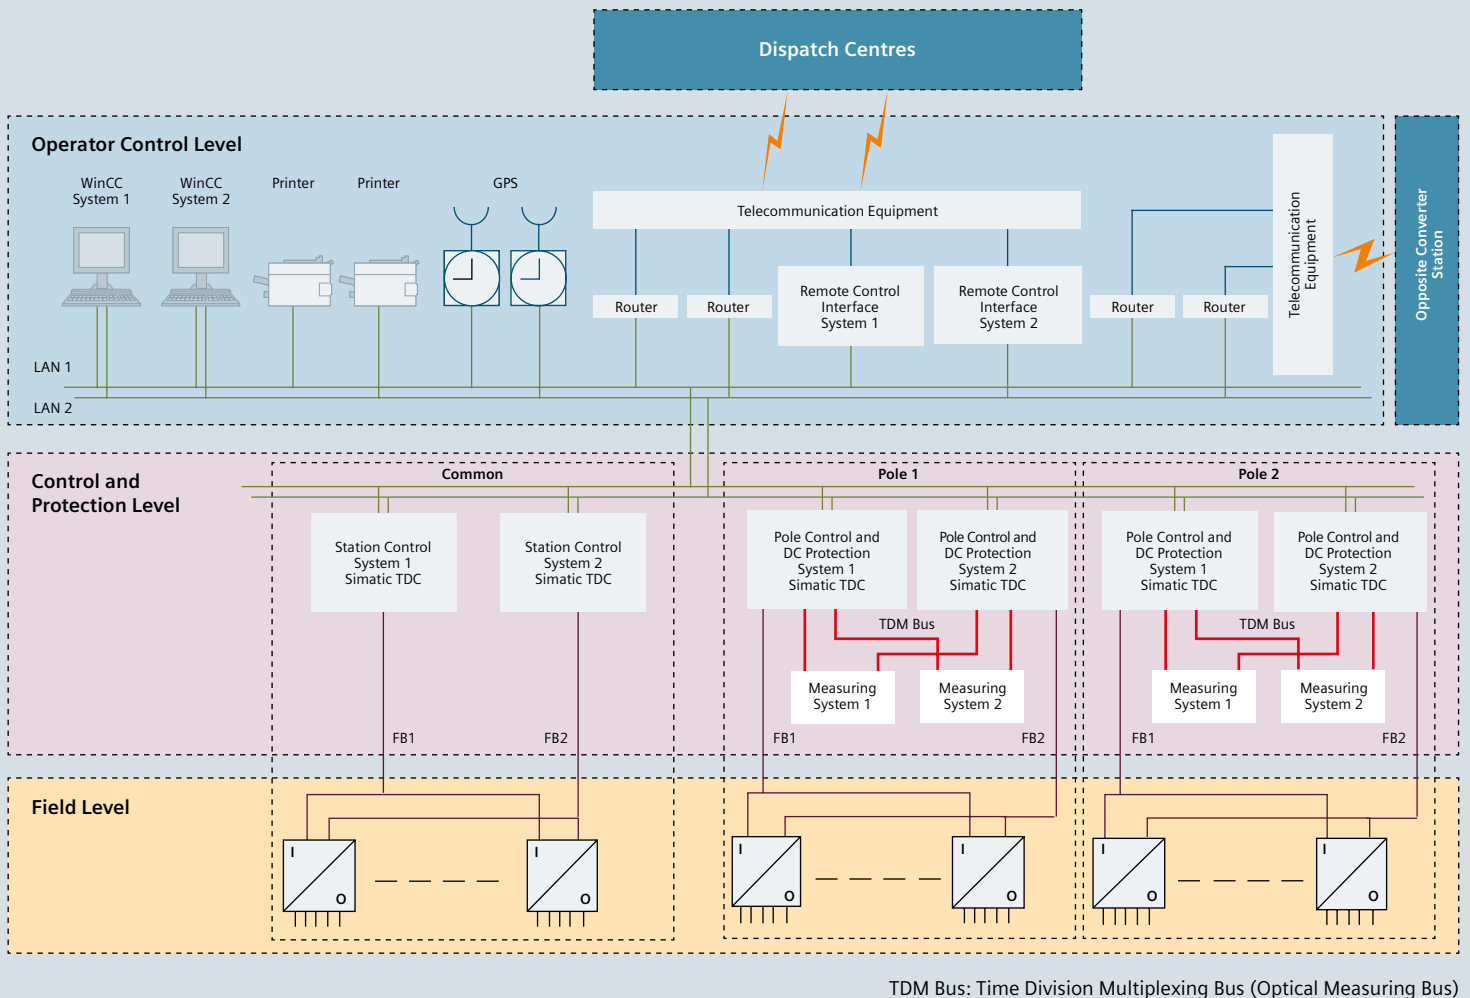 Dispatch Centres
Operator Control Level
WinCC
System 1
WinCC
System 2
Printer
Printer
GPS
Telecommunication Equipment
Router
Router
Remote Control
Interface
System 1
Remote Control
Interface
System 2
Router
Router
Telecommunication
Equipment
Opposite Converter
Station
LAN 1
LAN 2
Control and
Protection Level
Common
Station Control
System 1
Simatic TDC
Station Control
System 2
Simatic TDC
FB1
FB2
Pole 1
Pole Control and
DC Protection
System 1
Simatic TDC
Pole Control and
DC Protection
System 2
Simatic TDC
TDM Bus
Measuring
System 1
Measuring
System 2
FB1
FB2
Pole 2
Pole Control and
DC Protection
System 1
Simatic TDC
Pole Control and
DC Protection
System 2
Simatic TDC
TDM Bus
Measuring
System 1
Measuring
System 2
FB1
FB2
Field Level
I
O
I
O
I
O
I
O
I
O
I
O
TDM Bus: Time Division Multiplexing Bus (Optical Measuring Bus)